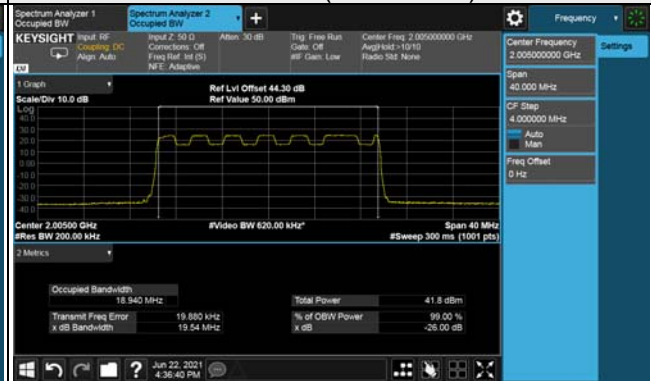 Spectrum Analyzer 1
Occupied BW
Spectrum Analyzer 2
Occupied BW
Frequency
KEYSIGHT
Input: RF
Coupling: DC
Align: Auto
Input Z: 50 Ω
Corrections: Off
Freq Ref: Int (S)
NFE: Adaptive
Atten: 30 dB
Trig: Free Run
Gate: Off
#IF Gain: Low
Center Freq: 2.005000000 GHz
Avg|Hold:>10/10
Radio Std: None
Center Frequency
2.005000000 GHz
Settings
Span
40.000 MHz
CF Step
4.000000 MHz
Auto
Man
Freq Offset
0 Hz
1 Graph
Scale/Div 10.0 dB
Ref Lvl Offset 44.30 dB
Ref Value 50.00 dBm
Log
40.0
30.0
20.0
10.0
0.00
-10.0
-20.0
-30.0
-40.0
Center 2.00500 GHz
#Res BW 200.00 kHz
#Video BW 620.00 kHz*
Span 40 MHz
#Sweep 300 ms (1001 pts)
2 Metrics
Occupied Bandwidth
18.940 MHz
Total Power
41.8 dBm
Transmit Freq Error
19.880 kHz
% of OBW Power
99.00 %
x dB Bandwidth
19.54 MHz
x dB
-26.00 dB
Jun 22, 2021
4:36:40 PM